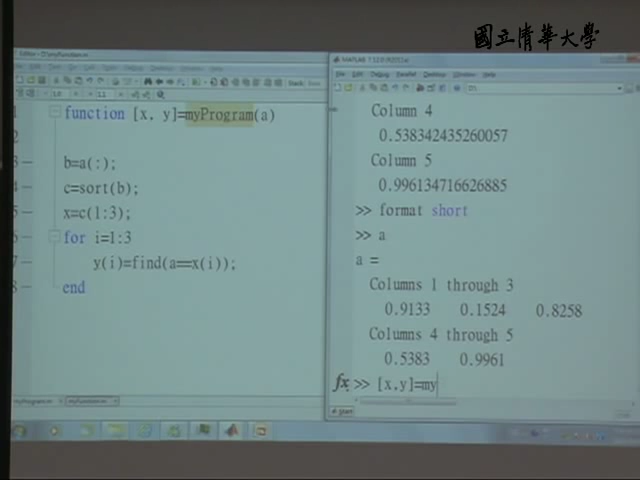 國立清華大學
function [x, y]=myProgram(a)
b=a(:);
c=sort(b);
x=c(1:3);
for i=1:3
y(i)=find(a==x(i));
end
Column 4
0.538342435260057
Column 5
0.996134716626885
>> format short
>> a
a =
Columns 1 through 3
0.9133 0.1524 0.8258
Columns 4 through 5
0.5383 0.9961
fx >> [x,y]=my
Start